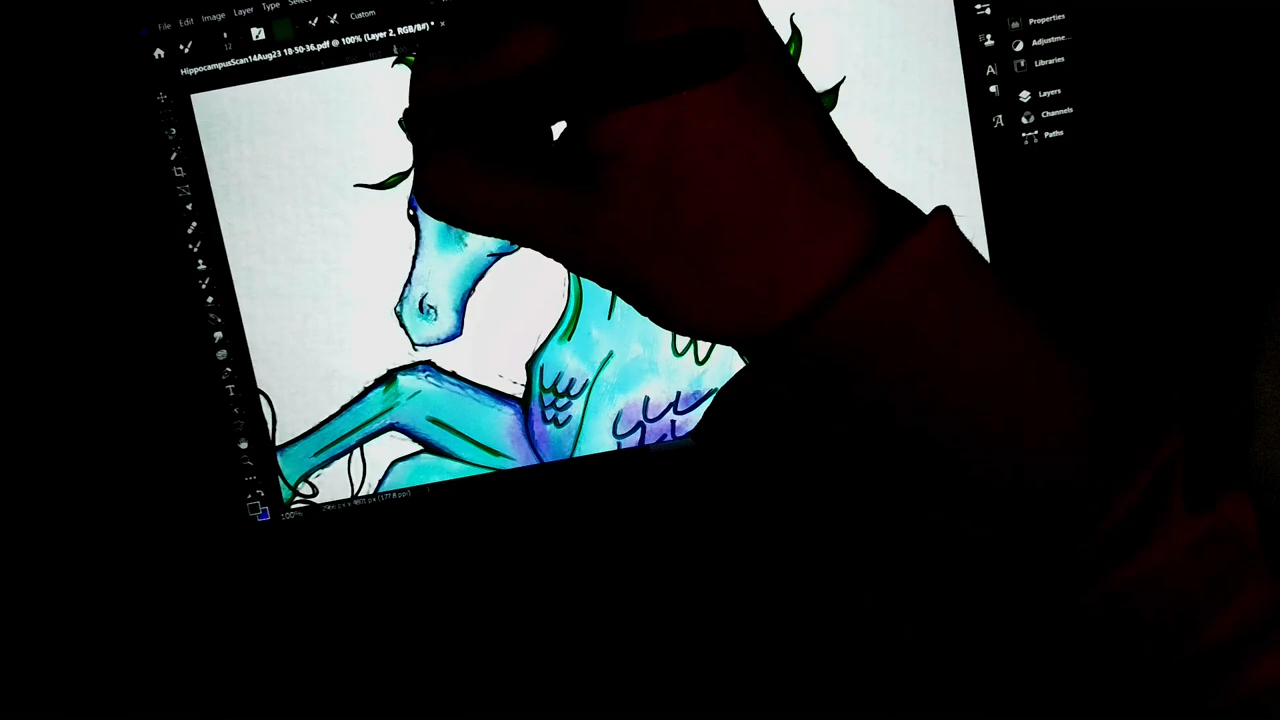 File Edit Image Layer Type
12 Custom
HippocampusScan14Aug23 18-50-36.pdf @ 100% (Layer 2, RGB/8#) * ×
Properties
Adjustme...
Libraries
Layers
Channels
Paths
100%